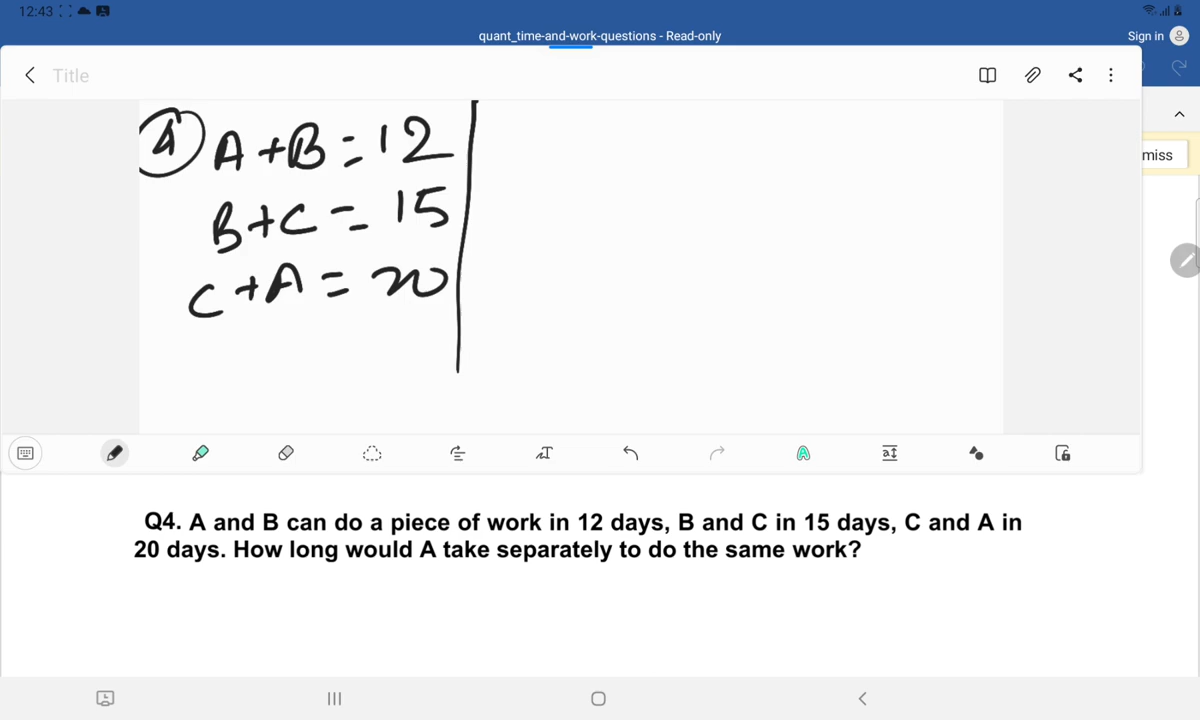 12:43
quant_time-and-work-questions - Read-only
Sign in
Title
miss
4 A+B=12
B+C=15
C+A=20
Q4. A and B can do a piece of work in 12 days, B and C in 15 days, C and A in
20 days. How long would A take separately to do the same work?